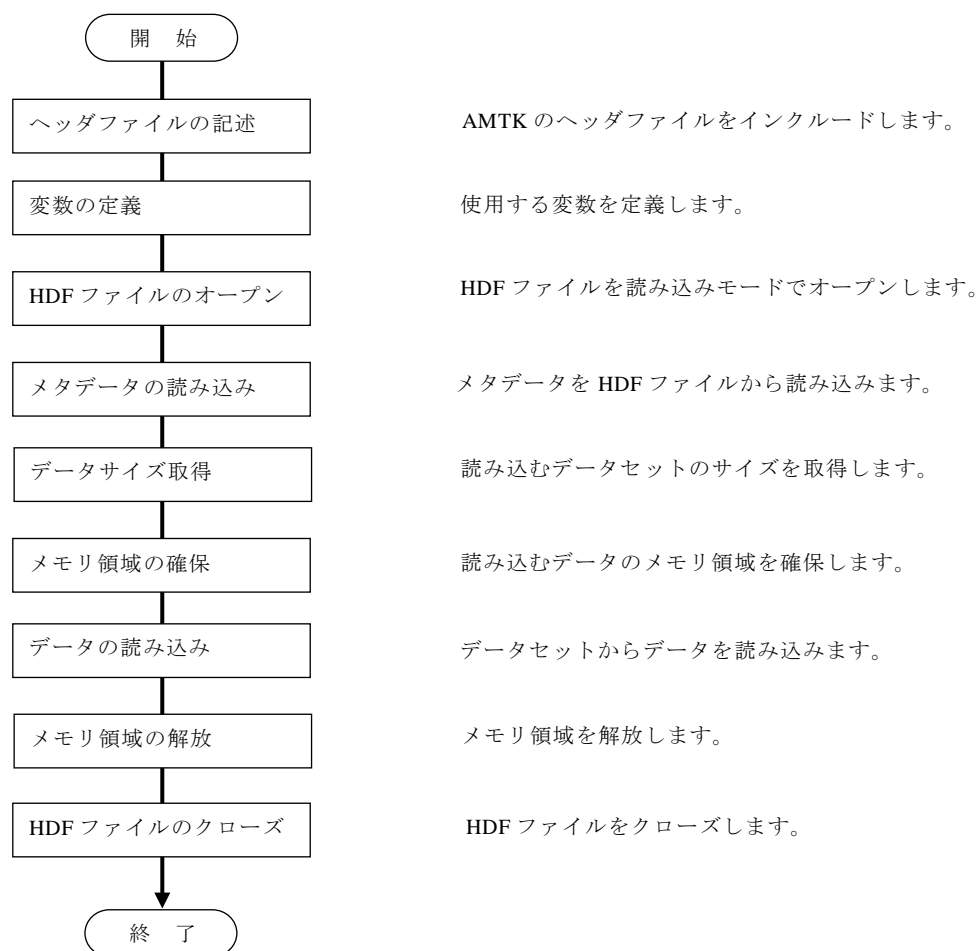 開 始
ヘッダファイルの記述
AMTK のヘッダファイルをインクルードします。
変数の定義
使用する変数を定義します。
HDF ファイルのオープン
HDF ファイルを読み込みモードでオープンします。
メタデータの読み込み
メタデータを HDF ファイルから読み込みます。
データサイズ取得
読み込むデータセットのサイズを取得します。
メモリ領域の確保
読み込むデータのメモリ領域を確保します。
データの読み込み
データセットからデータを読み込みます。
メモリ領域の解放
メモリ領域を解放します。
HDF ファイルのクローズ
HDF ファイルをクローズします。
終 了